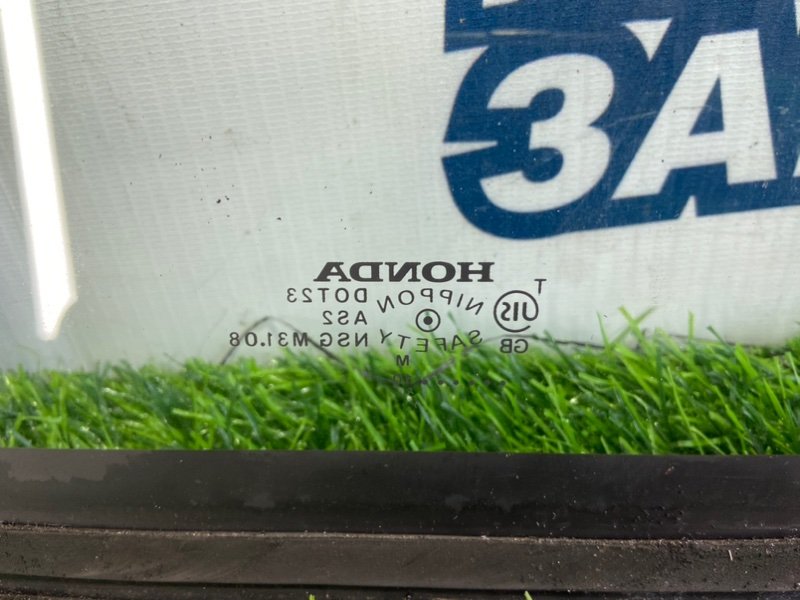 ЗА
HONDA
T
JIS NIPPON DOT23
AS2
GB SAFETY NSG M31.08
M